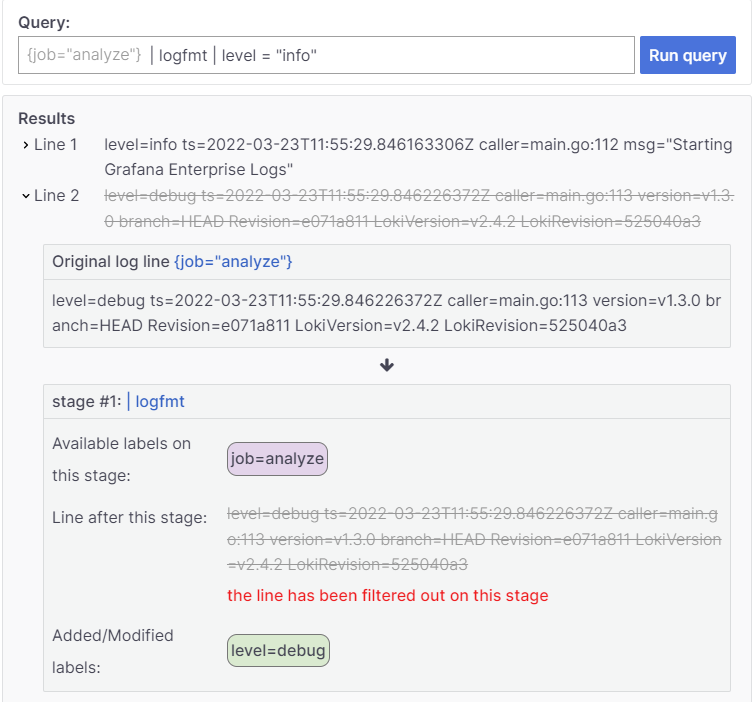 Query:
{job="analyze"} | logfmt | level = "info"
Run query
Results
Line 1
level=info ts=2022-03-23T11:55:29.846163306Z caller=main.go:112 msg="Starting
Grafana Enterprise Logs"
Line 2
level=debug ts=2022-03-23T11:55:29.846226372Z caller=main.go:113 version=v1.3.
0 branch=HEAD Revision=e071a811 LokiVersion=v2.4.2 LokiRevision=525040a3
Original log line {job="analyze"}
level=debug ts=2022-03-23T11:55:29.846226372Z caller=main.go:113 version=v1.3.0 br
anch=HEAD Revision=e071a811 LokiVersion=v2.4.2 LokiRevision=525040a3
stage #1: | logfmt
Available labels on
this stage:
job=analyze
Line after this stage:
level=debug ts=2022-03-23T11:55:29.846226372Z caller=main.g
o:113 version=v1.3.0 branch=HEAD Revision=e071a811 LokiVersion
=v2.4.2 LokiRevision=525040a3
the line has been filtered out on this stage
Added/Modified
labels:
level=debug